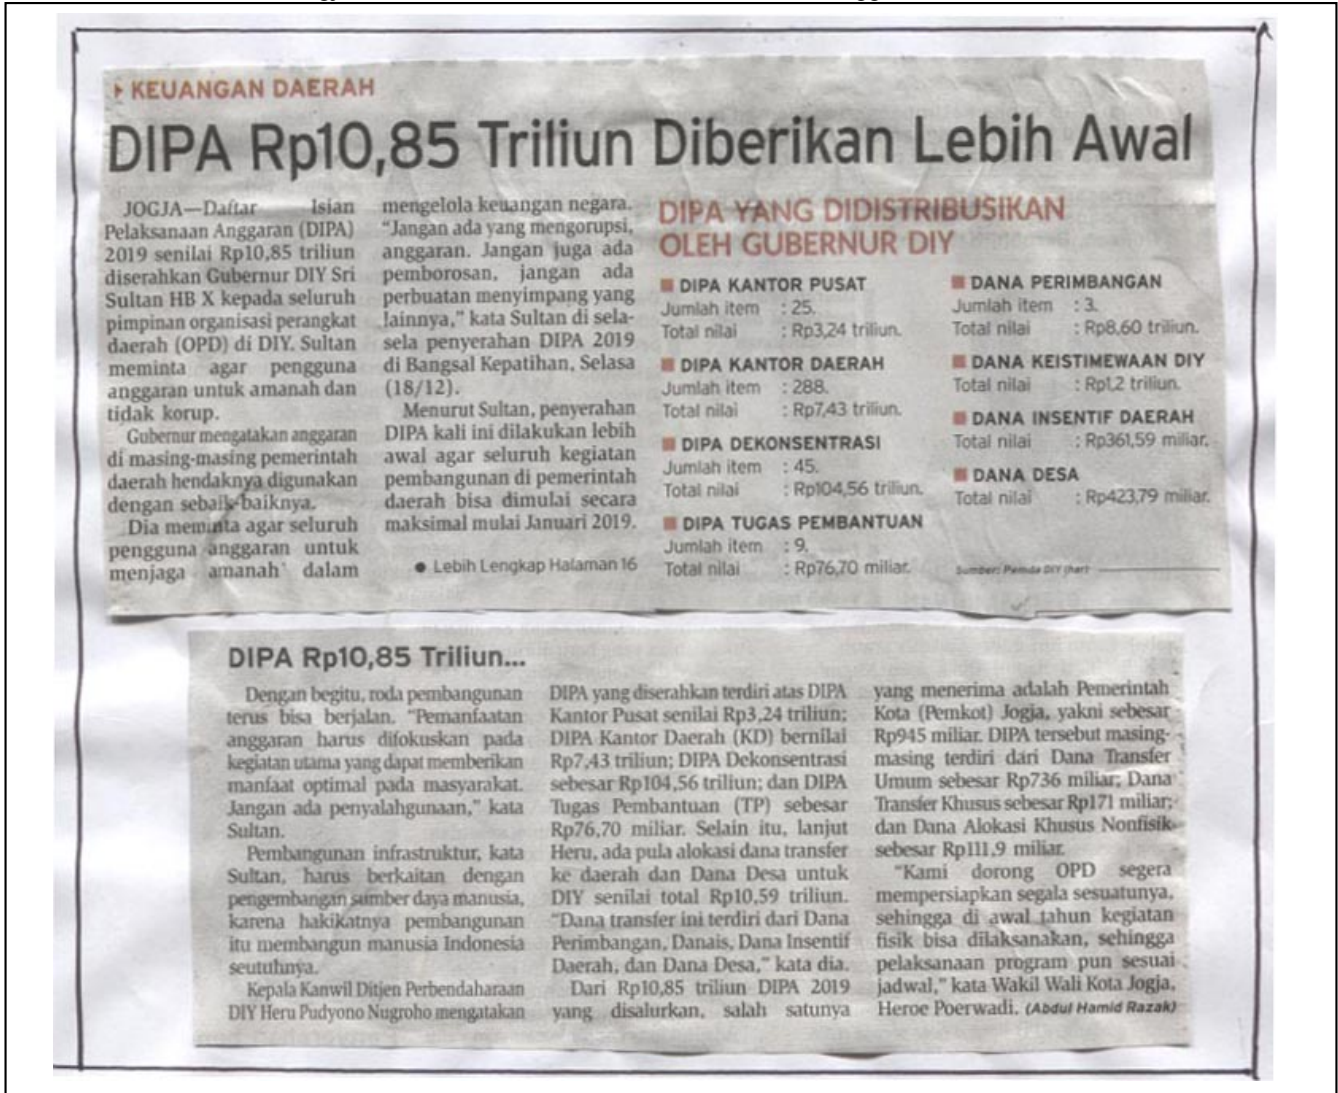 ▸ KEUANGAN DAERAH
DIPA Rp10,85 Triliun Diberikan Lebih Awal
JOGJA—Daftar Isian
Pelaksanaan Anggaran (DIPA)
2019 senilai Rp10,85 triliun
diserahkan Gubernur DIY Sri
Sultan HB X kepada seluruh
pimpinan organisasi perangkat
daerah (OPD) di DIY. Sultan
meminta agar pengguna
anggaran untuk amanah dan
tidak korup.
Gubernur mengatakan anggaran
di masing-masing pemerintah
daerah hendaknya digunakan
dengan sebaik-baiknya.
Dia meminta agar seluruh
pengguna anggaran untuk
menjaga amanah dalam
mengelola keuangan negara.
“Jangan ada yang mengorupsi,
anggaran. Jangan juga ada
pemborosan, jangan ada
perbuatan menyimpang yang
lainnya,” kata Sultan di sela-
sela penyerahan DIPA 2019
di Bangsal Kepatihan, Selasa
(18/12).
Menurut Sultan, penyerahan
DIPA kali ini dilakukan lebih
awal agar seluruh kegiatan
pembangunan di pemerintah
daerah bisa dimulai secara
maksimal mulai Januari 2019.
● Lebih Lengkap Halaman 16
DIPA YANG DIDISTRIBUSIKAN
OLEH GUBERNUR DIY
■ DIPA KANTOR PUSAT
Jumlah item : 25.
Total nilai : Rp3,24 triliun.
■ DIPA KANTOR DAERAH
Jumlah item : 288.
Total nilai : Rp7,43 triliun.
■ DIPA DEKONSENTRASI
Jumlah item : 45.
Total nilai : Rp104,56 triliun.
■ DIPA TUGAS PEMBANTUAN
Jumlah item : 9.
Total nilai : Rp76,70 miliar.
■ DANA PERIMBANGAN
Jumlah item : 3.
Total nilai : Rp8,60 triliun.
■ DANA KEISTIMEWAAN DIY
Total nilai : Rp1,2 triliun.
■ DANA INSENTIF DAERAH
Total nilai : Rp361,59 miliar.
■ DANA DESA
Total nilai : Rp423,79 miliar.
Sumber: Pemda DIY (har)
DIPA Rp10,85 Triliun...
Dengan begitu, roda pembangunan
terus bisa berjalan. “Pemanfaatan
anggaran harus difokuskan pada
kegiatan utama yang dapat memberikan
manfaat optimal pada masyarakat.
Jangan ada penyalahgunaan,” kata
Sultan.
Pembangunan infrastruktur, kata
Sultan, harus berkaitan dengan
pengembangan sumber daya manusia,
karena hakikatnya pembangunan
itu membangun manusia Indonesia
seutuhnya.
Kepala Kanwil Ditjen Perbendaharaan
DIY Heru Pudyono Nugroho mengatakan
DIPA yang diserahkan terdiri atas DIPA
Kantor Pusat senilai Rp3,24 triliun;
DIPA Kantor Daerah (KD) bernilai
Rp7,43 triliun; DIPA Dekonsentrasi
sebesar Rp104,56 triliun; dan DIPA
Tugas Pembantuan (TP) sebesar
Rp76,70 miliar. Selain itu, lanjut
Heru, ada pula alokasi dana transfer
ke daerah dan Dana Desa untuk
DIY senilai total Rp10,59 triliun.
“Dana transfer ini terdiri dari Dana
Perimbangan, Danais, Dana Insentif
Daerah, dan Dana Desa,” kata dia.
Dari Rp10,85 triliun DIPA 2019
yang disalurkan, salah satunya
yang menerima adalah Pemerintah
Kota (Pemkot) Jogja, yakni sebesar
Rp945 miliar. DIPA tersebut masing-
masing terdiri dari Dana Transfer
Umum sebesar Rp736 miliar; Dana
Transfer Khusus sebesar Rp171 miliar;
dan Dana Alokasi Khusus Nonfisik
sebesar Rp111,9 miliar.
“Kami dorong OPD segera
mempersiapkan segala sesuatunya,
sehingga di awal tahun kegiatan
fisik bisa dilaksanakan, sehingga
pelaksanaan program pun sesuai
jadwal,” kata Wakil Wali Kota Jogja,
Heroe Poerwadi. (Abdul Hamid Razak)